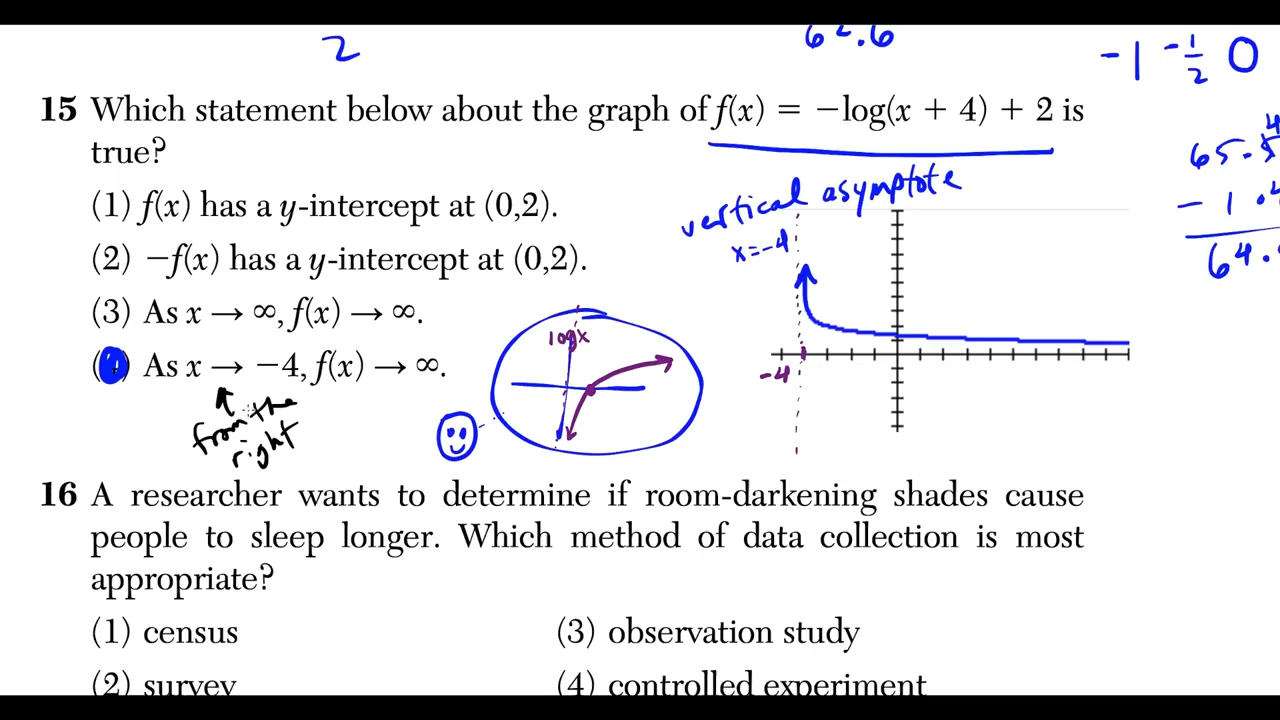 2
62.6
-1 -1/2 0
15 Which statement below about the graph of f(x) = −log(x + 4) + 2 is
true?
65.5
4
vertical asymptote
(1) f(x) has a y-intercept at (0,2).
− 1
x=-4
(2) −f(x) has a y-intercept at (0,2).
64.
(3) As x → ∞, f(x) → ∞.
logx
As x → −4, f(x) → ∞.
-4
from the
right
16 A researcher wants to determine if room-darkening shades cause
people to sleep longer. Which method of data collection is most
appropriate?
(1) census
(3) observation study
(2) survey
(4) controlled experiment